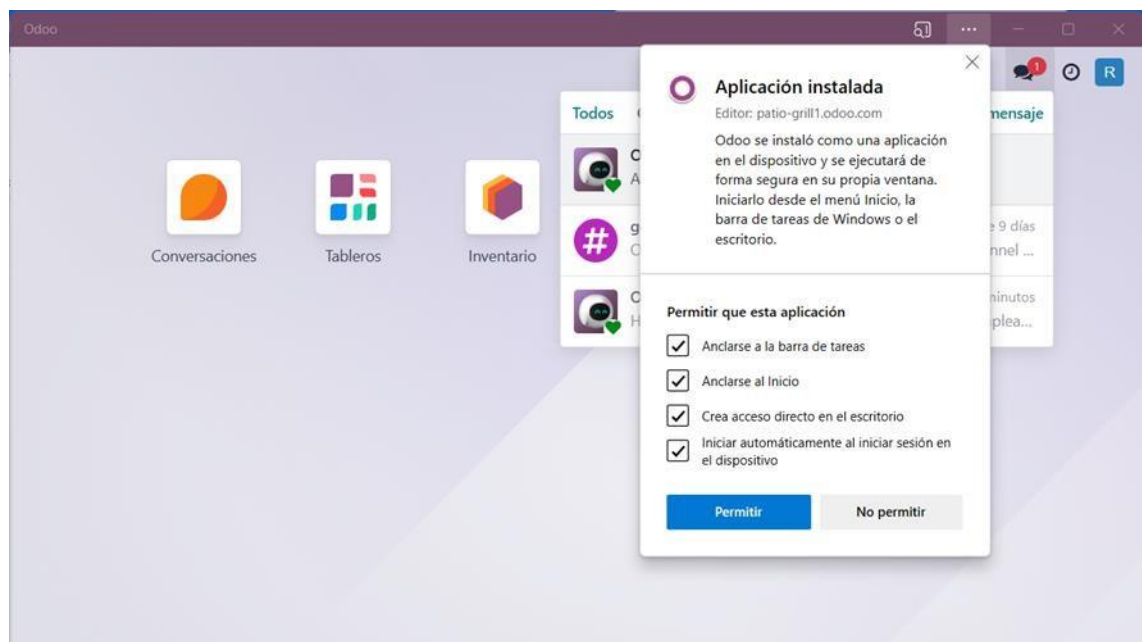 Odoo
1
R
Todos
mensaje
9 días
minutos
Conversaciones
Tableros
Inventario
#
Aplicación instalada
Editor: patio-grill1.odoo.com
Odoo se instaló como una aplicación
en el dispositivo y se ejecutará de
forma segura en su propia ventana.
Iniciarlo desde el menú Inicio, la
barra de tareas de Windows o el
escritorio.
Permitir que esta aplicación
Anclarse a la barra de tareas
Anclarse al Inicio
Crea acceso directo en el escritorio
Iniciar automáticamente al iniciar sesión en
el dispositivo
Permitir
No permitir